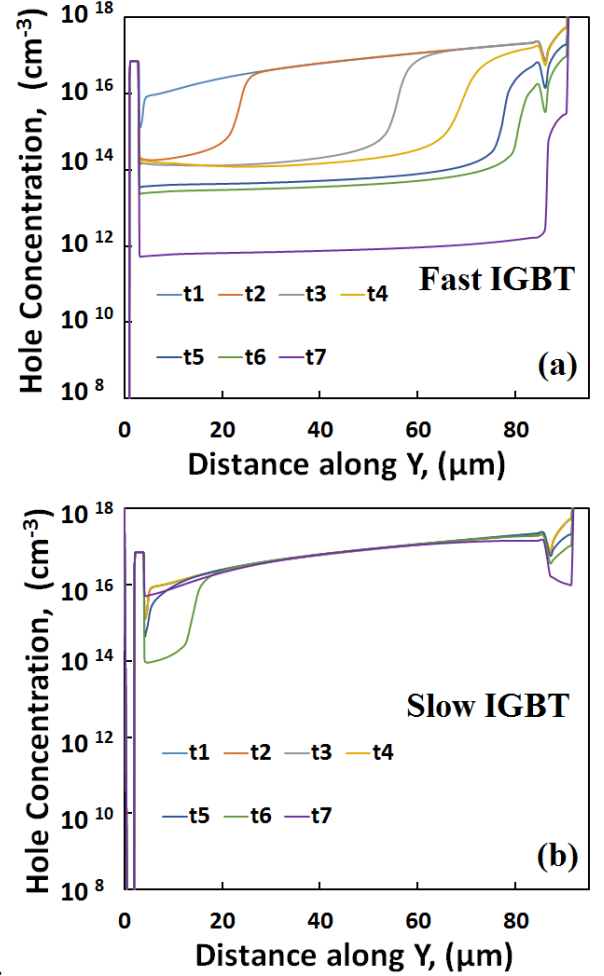 10 18
10 16
10 14
10 12
10 10
10 8
Hole Concentration, (cm-3)
Fast IGBT
t1 t2 t3 t4
t5 t6 t7
(a)
0 20 40 60 80
Distance along Y, (μm)
10 18
10 16
10 14
10 12
10 10
10 8
Hole Concentration, (cm-3)
Slow IGBT
t1 t2 t3 t4
t5 t6 t7
(b)
0 20 40 60 80
Distance along Y, (μm)